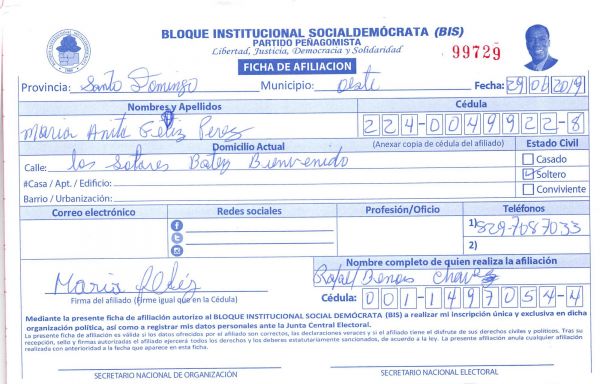 BLOQUE INSTITUCIONAL SOCIALDEMÓCRATA (BIS)
PARTIDO PEÑAGOMISTA
Libertad, Justicia, Democracia y Solidaridad
99729
FICHA DE AFILIACION
Provincia: Santo Domingo Municipio: Oeste Fecha: 29 06 2019
Nombres y Apellidos Cédula
Maria Anita Geliz Perez 224-0049922-8
Domicilio Actual (Anexar copia de cédula del afiliado) Estado Civil
Calle: los Solares Batey Bienvenido Casado
#Casa / Apt. / Edificio: Soltero
Barrio / Urbanización: Conviviente
Correo electrónico Redes sociales Profesión/Oficio Teléfonos
1) 829-7087033
2)
Nombre completo de quien realiza la afiliación
Maria Rafael Chavez
Firma del afiliado (Firme igual que en la Cédula) Cédula: 001-1497054-4
Mediante la presente ficha de afiliación autorizo al BLOQUE INSTITUCIONAL SOCIAL DEMÓCRATA (BIS) a realizar mi inscripción única y exclusiva en dicha
organización política, así como a registrar mis datos personales ante la Junta Central Electoral.
La presente ficha de afiliación es válida si los datos ofrecidos por el afiliado son correctos, las declaraciones veraces y si el afiliado tiene el disfrute de sus derechos civiles y políticos. Tras su
recepción, sello y firmas autorizadas el afiliado ejercerá todos los derechos y los deberes estatutariamente sancionados, de acuerdo a la ley. La presente afiliación anula cualquier afiliación
realizada con anterioridad a la fecha que aparece en esta ficha.
SECRETARIO NACIONAL DE ORGANIZACIÓN SECRETARIO NACIONAL ELECTORAL